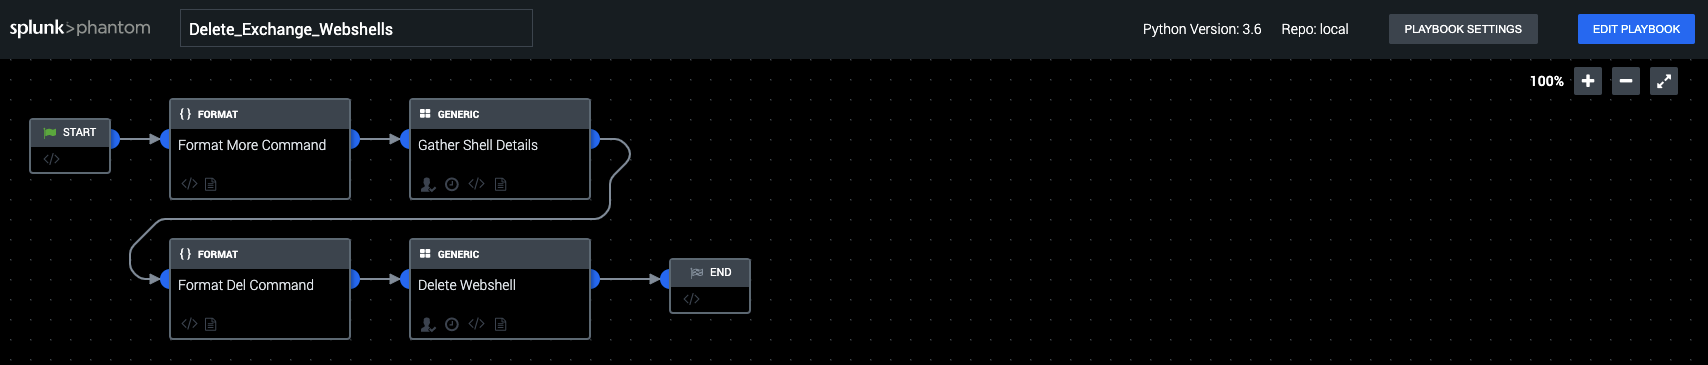 splunk>phantom
Delete_Exchange_Webshells
Python Version: 3.6
Repo: local
PLAYBOOK SETTINGS
EDIT PLAYBOOK
100%
START
</>
{ } FORMAT
Format More Command
</>
GENERIC
Gather Shell Details
</>
{ } FORMAT
Format Del Command
</>
GENERIC
Delete Webshell
</>
END
</>